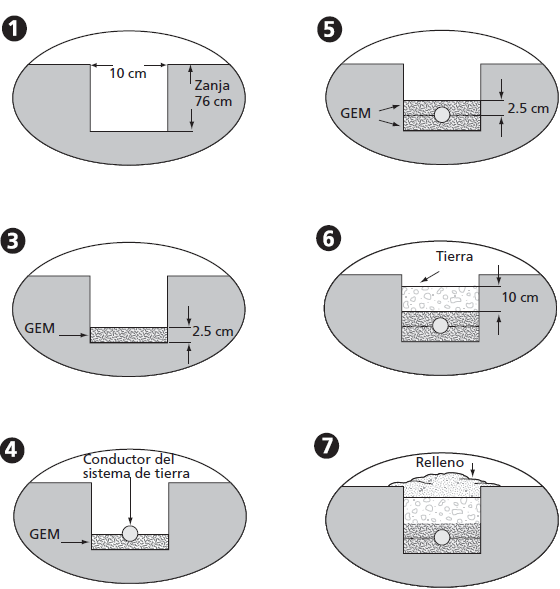 1
10 cm
Zanja
76 cm
3
GEM
2.5 cm
4
Conductor del
sistema de tierra
GEM
5
GEM
2.5 cm
6
Tierra
10 cm
7
Relleno